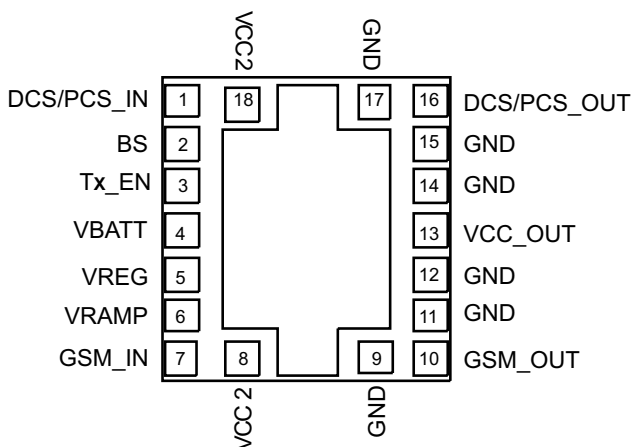 VCC2 GND
DCS/PCS_IN 1 18 17 16 DCS/PCS_OUT
BS 2 15 GND
Tx_EN 3 14 GND
VBATT 4 13 VCC_OUT
VREG 5 12 GND
VRAMP 6 11 GND
GSM_IN 7 8 9 10 GSM_OUT
VCC 2 GND